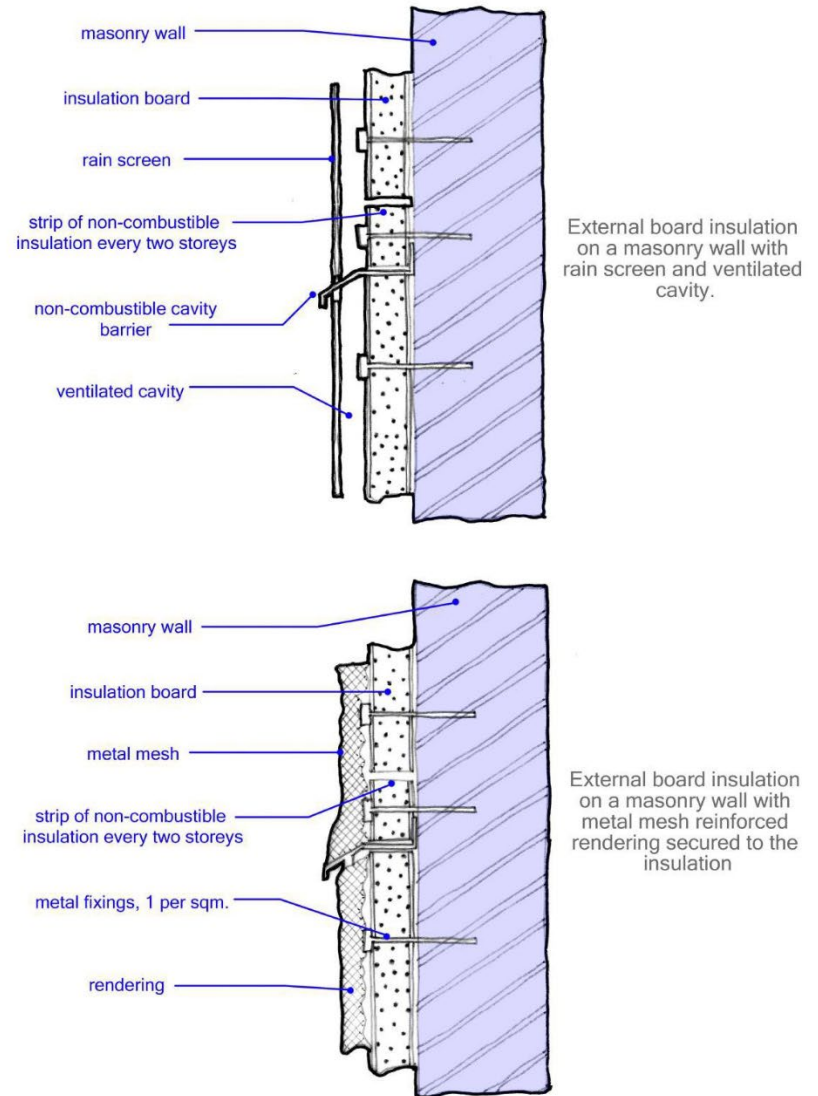 masonry wall
insulation board
rain screen
strip of non-combustible
insulation every two storeys
non-combustible cavity
barrier
ventilated cavity
External board insulation
on a masonry wall with
rain screen and ventilated
cavity.
masonry wall
insulation board
metal mesh
strip of non-combustible
insulation every two storeys
metal fixings, 1 per sqm.
rendering
External board insulation
on a masonry wall with
metal mesh reinforced
rendering secured to the
insulation